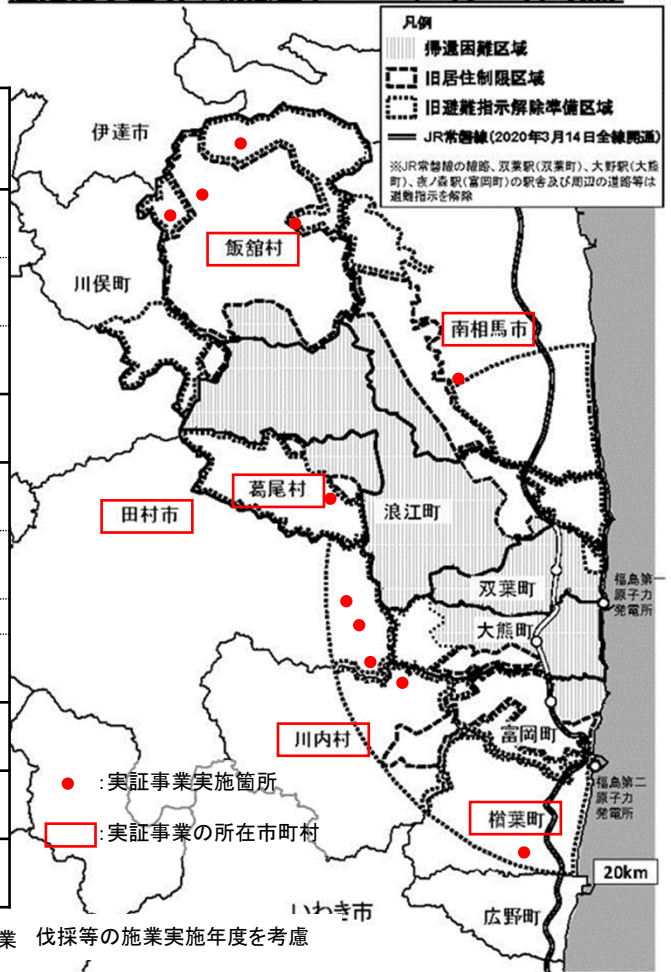 凡例
帰還困難区域
旧居住制限区域
旧避難指示解除準備区域
JR常磐線(2020年3月14日全線開通)
※JR常磐線の線路、双葉駅(双葉町)、大野駅(大熊
町)、夜ノ森駅(富岡町)の駅舎及び周辺の道路等は
避難指示を解除
伊達市
飯舘村
川俣町
南相馬市
葛尾村
田村市
浪江町
双葉町
福島第一
原子力
発電所
大熊町
川内村
富岡町
●:実証事業実施箇所
福島第二
原子力
発電所
楢葉町
:実証事業の所在市町村
20km
いわき市
広野町
業 伐採等の施業実施年度を考慮